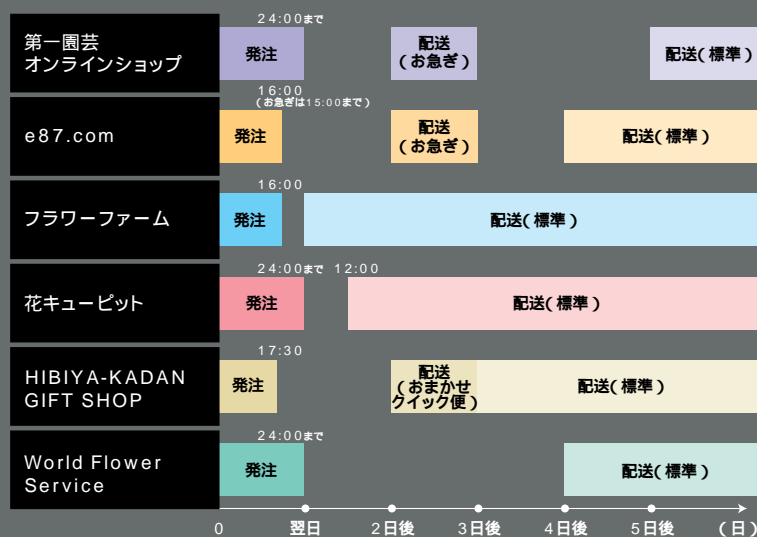 24:00まで
第一園芸
オンラインショップ
発注
配送
(お急ぎ)
配送(標準)
16:00
(お急ぎは15:00まで)
e87.com
発注
配送
(お急ぎ)
配送(標準)
16:00
フラワーファーム
発注
配送(標準)
24:00まで 12:00
花キューピット
発注
配送(標準)
17:30
HIBIYA-KADAN
GIFT SHOP
発注
配送
(おまかせ
クイック便)
配送(標準)
24:00まで
World Flower
Service
発注
配送(標準)
0 翌日 2日後 3日後 4日後 5日後 (日)